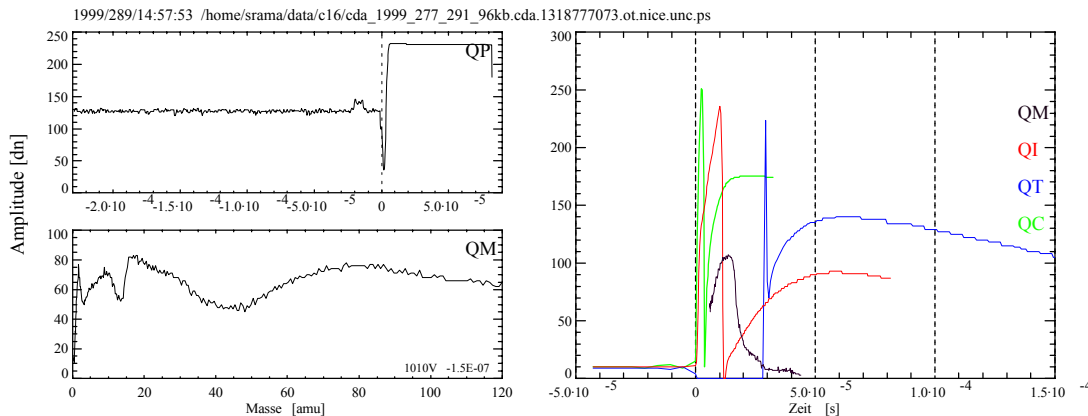 1999/289/14:57:53 /home/srama/data/c16/cda_1999_277_291_96kb.cda.1318777073.ot.nice.unc.ps
Amplitude [dn]
250
200
150
100
50
0
QP
-2.0·10 -4 -1.5·10 -4 -1.0·10 -4 -5.0·10 -5 0 5.0·10 -5
100
80
60
40
20
0
QM
1010V -1.5E-07
0 20 40 60 80 100 120
Masse [amu]
300
250
200
150
100
50
0
QM
QI
QT
QC
-5.0·10 -5 0 5.0·10 -5 1.0·10 -4 1.5·10 -4
Zeit [s]